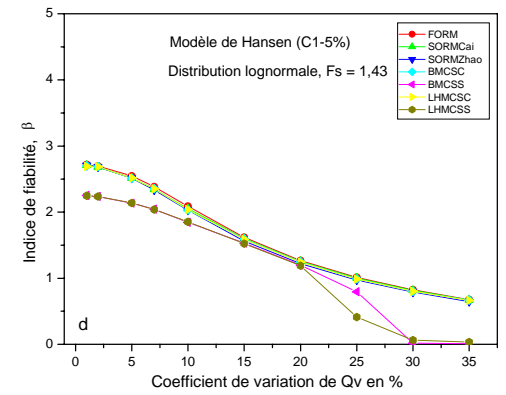 Modèle de Hansen (C1-5%)
Distribution lognormale, Fs = 1,43
FORM
SORMCai
SORMZhao
BMCSC
BMCSS
LHMCSC
LHMCSS
Indice de fiabilité, β
5
4
3
2
1
0
d
0 5 10 15 20 25 30 35
Coefficient de variation de Qv en %